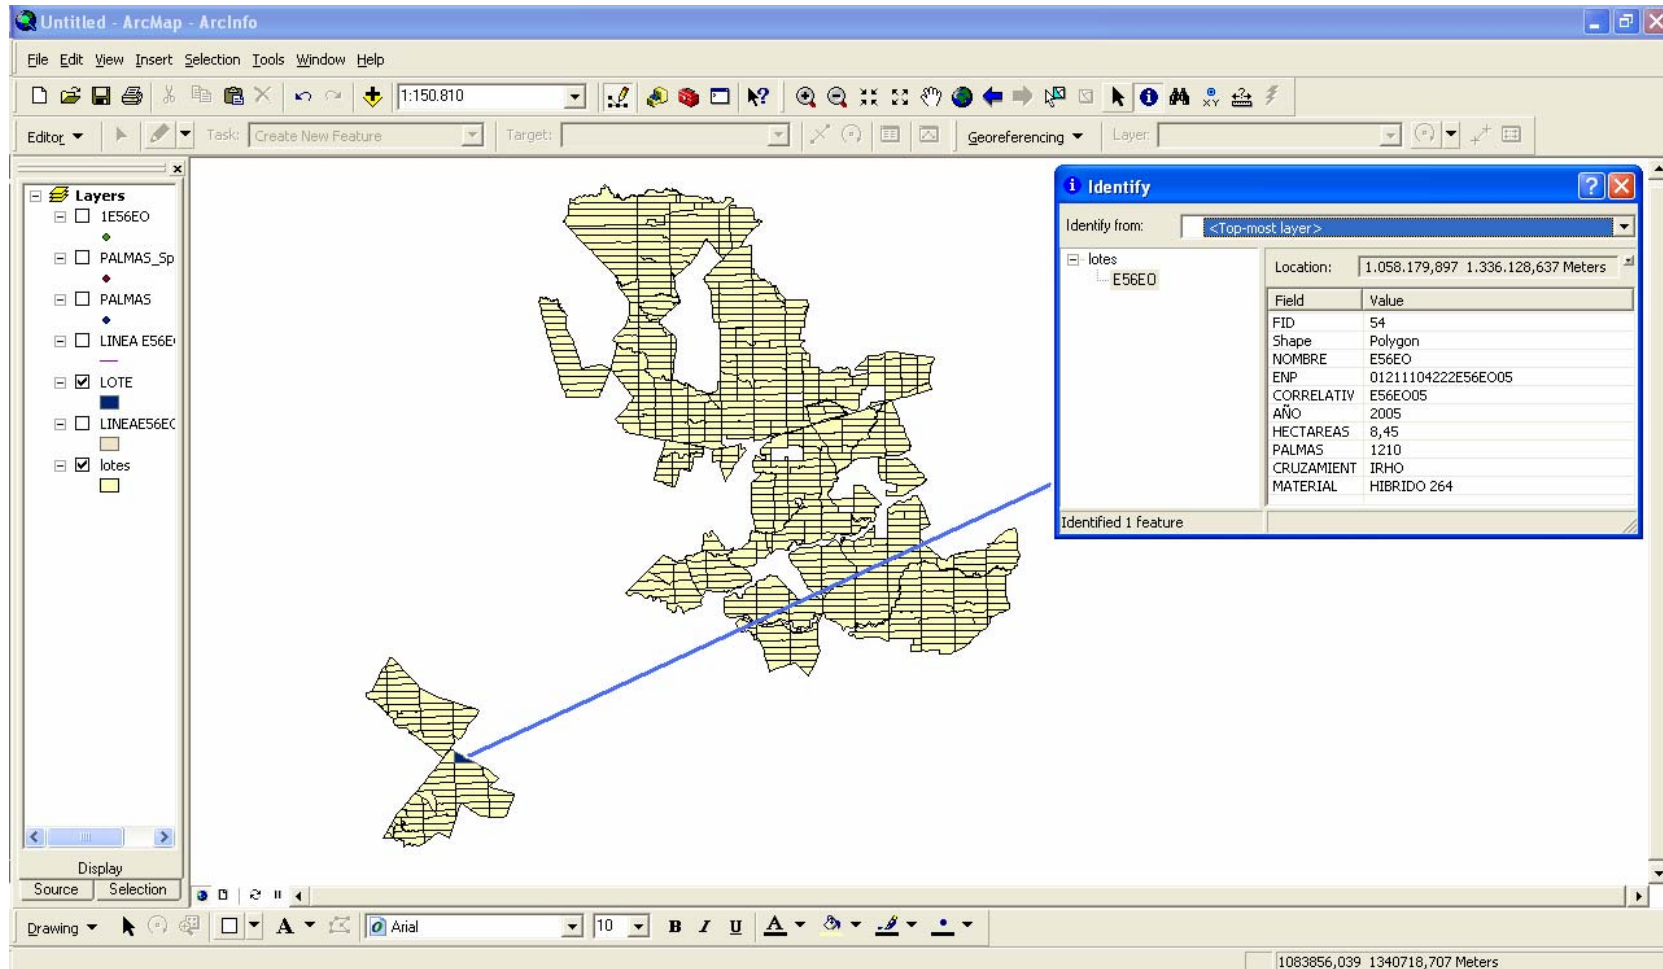 Untitled - ArcMap - ArcInfo
File Edit View Insert Selection Tools Window Help
1:150.810
Editor Task: Create New Feature Target: Georeferencing Layer:
Layers
1E56EO
PALMAS_Sp
PALMAS
LINEA E56E
LOTE
LINEAE56EC
lotes
Display
Source Selection
Identify
Identify from: <Top-most layer>
lotes
E56EO
Location: 1.058.179,897 1.336.128,637 Meters
Field Value
FID 54
Shape Polygon
NOMBRE E56EO
ENP 01211104222E56EO05
CORRELATIV E56EO05
AÑO 2005
HECTAREAS 8,45
PALMAS 1210
CRUZAMIENT IRHO
MATERIAL HIBRIDO 264
Identified 1 feature
Drawing A Arial 10 B I U A
1083856,039 1340718,707 Meters